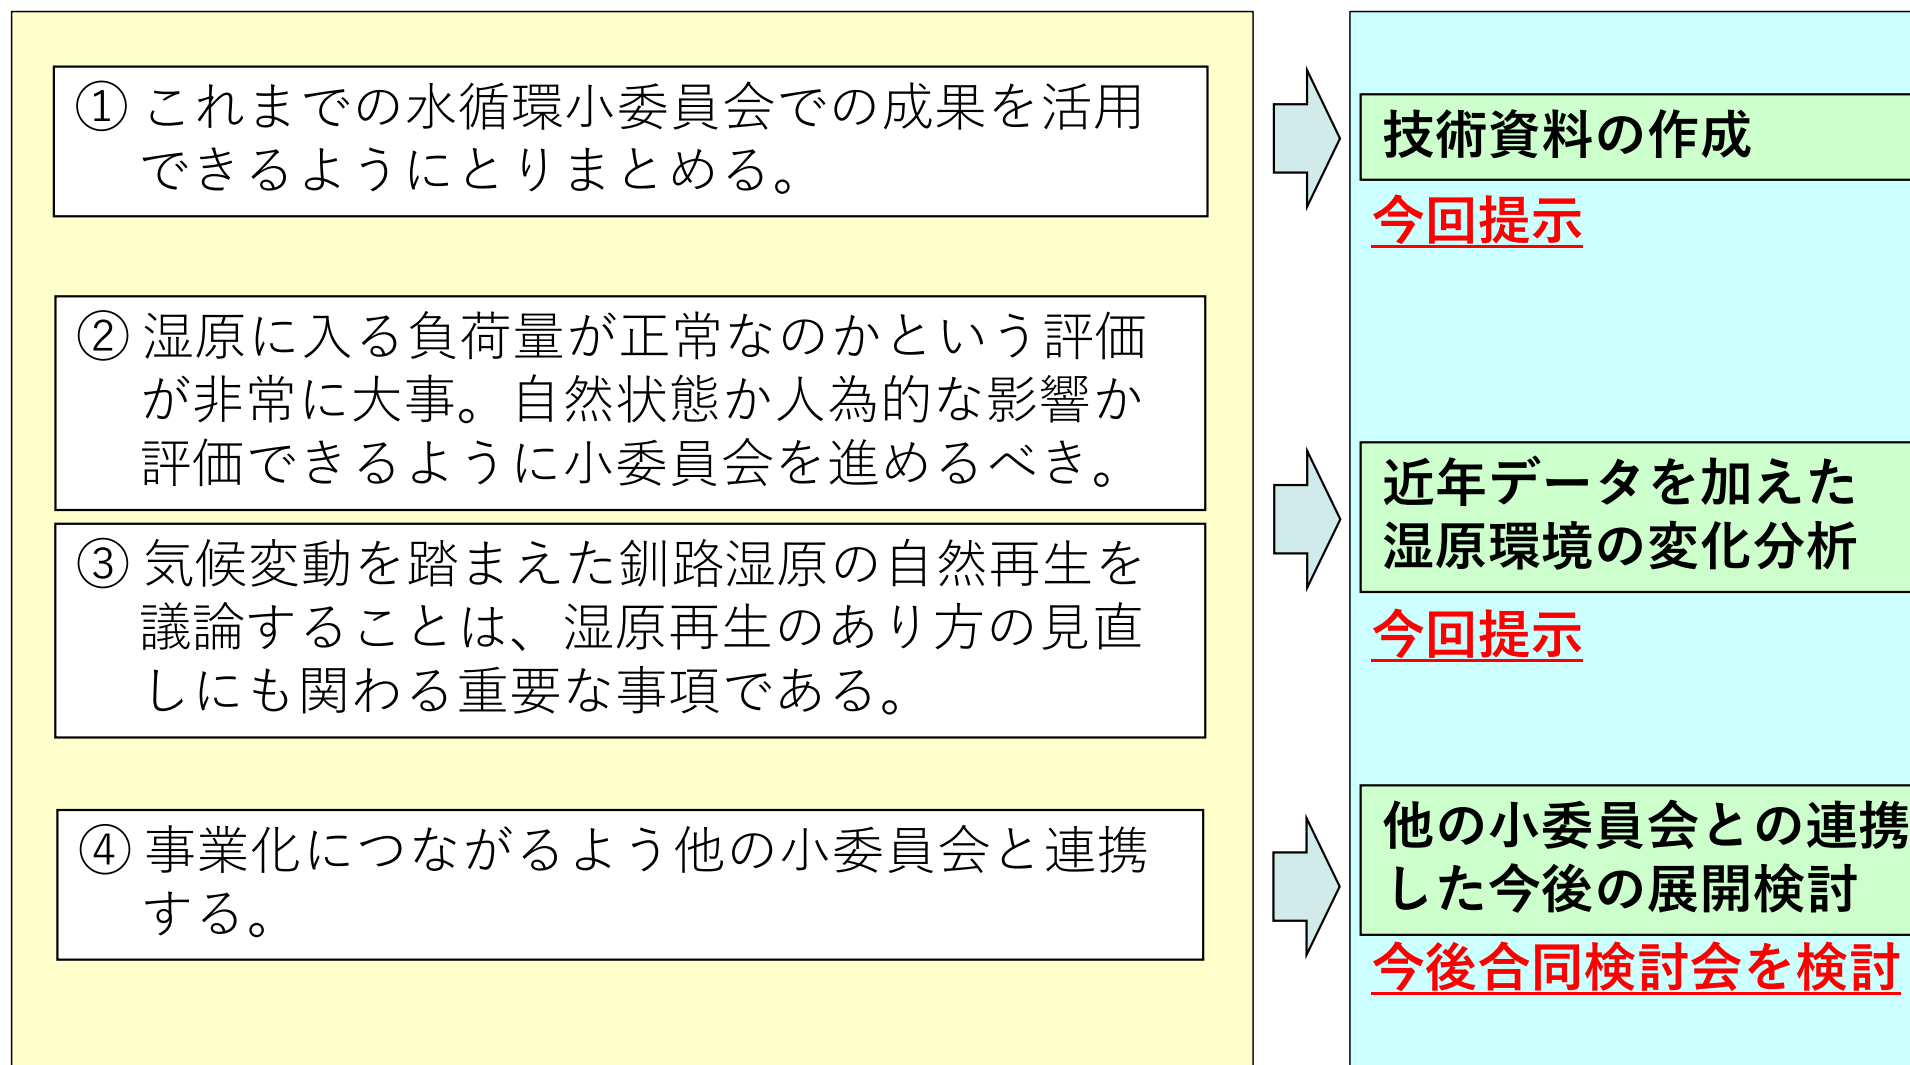 ① これまでの水循環小委員会での成果を活用
できるようにとりまとめる。
技術資料の作成
今回提示
② 湿原に入る負荷量が正常なのかという評価
が非常に大事。自然状態か人為的な影響か
評価できるように小委員会を進めるべき。
③ 気候変動を踏まえた釧路湿原の自然再生を
議論することは、湿原再生のあり方の見直
しにも関わる重要な事項である。
近年データを加えた
湿原環境の変化分析
今回提示
④ 事業化につながるよう他の小委員会と連携
する。
他の小委員会との連携
した今後の展開検討
今後合同検討会を検討